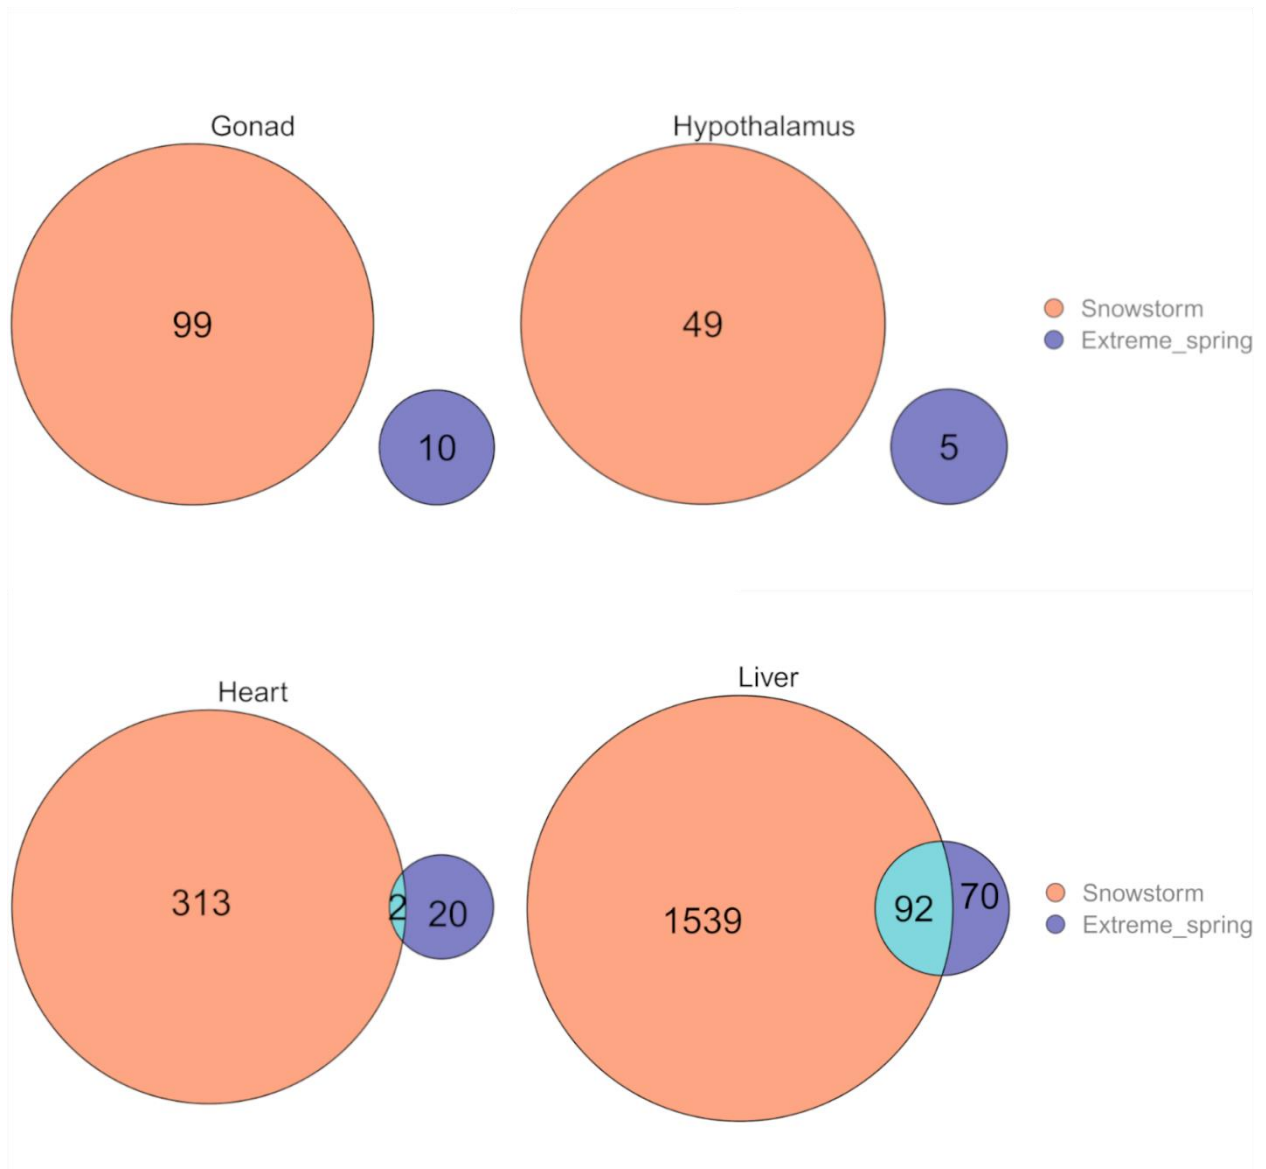 Gonad
Hypothalamus
99
49
Snowstorm
Extreme_spring
10
5
Heart
Liver
313
2
20
1539
92
70
Snowstorm
Extreme_spring